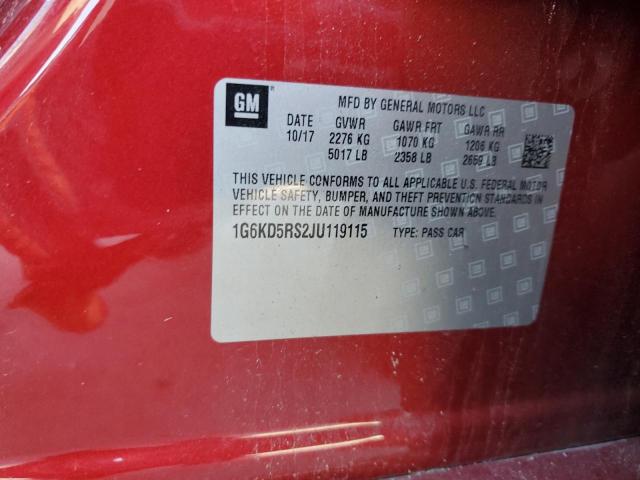 GM ®
MFD BY GENERAL MOTORS LLC
DATE GVWR GAWR FRT GAWR RR
10/17 2276 KG 1070 KG 1206 KG
5017 LB 2358 LB 2659 LB
THIS VEHICLE CONFORMS TO ALL APPLICABLE U.S. FEDERAL MOTOR
VEHICLE SAFETY, BUMPER, AND THEFT PREVENTION STANDARDS IN
EFFECT ON THE DATE OF MANUFACTURE SHOWN ABOVE.
1G6KD5RS2JU119115 TYPE: PASS CAR